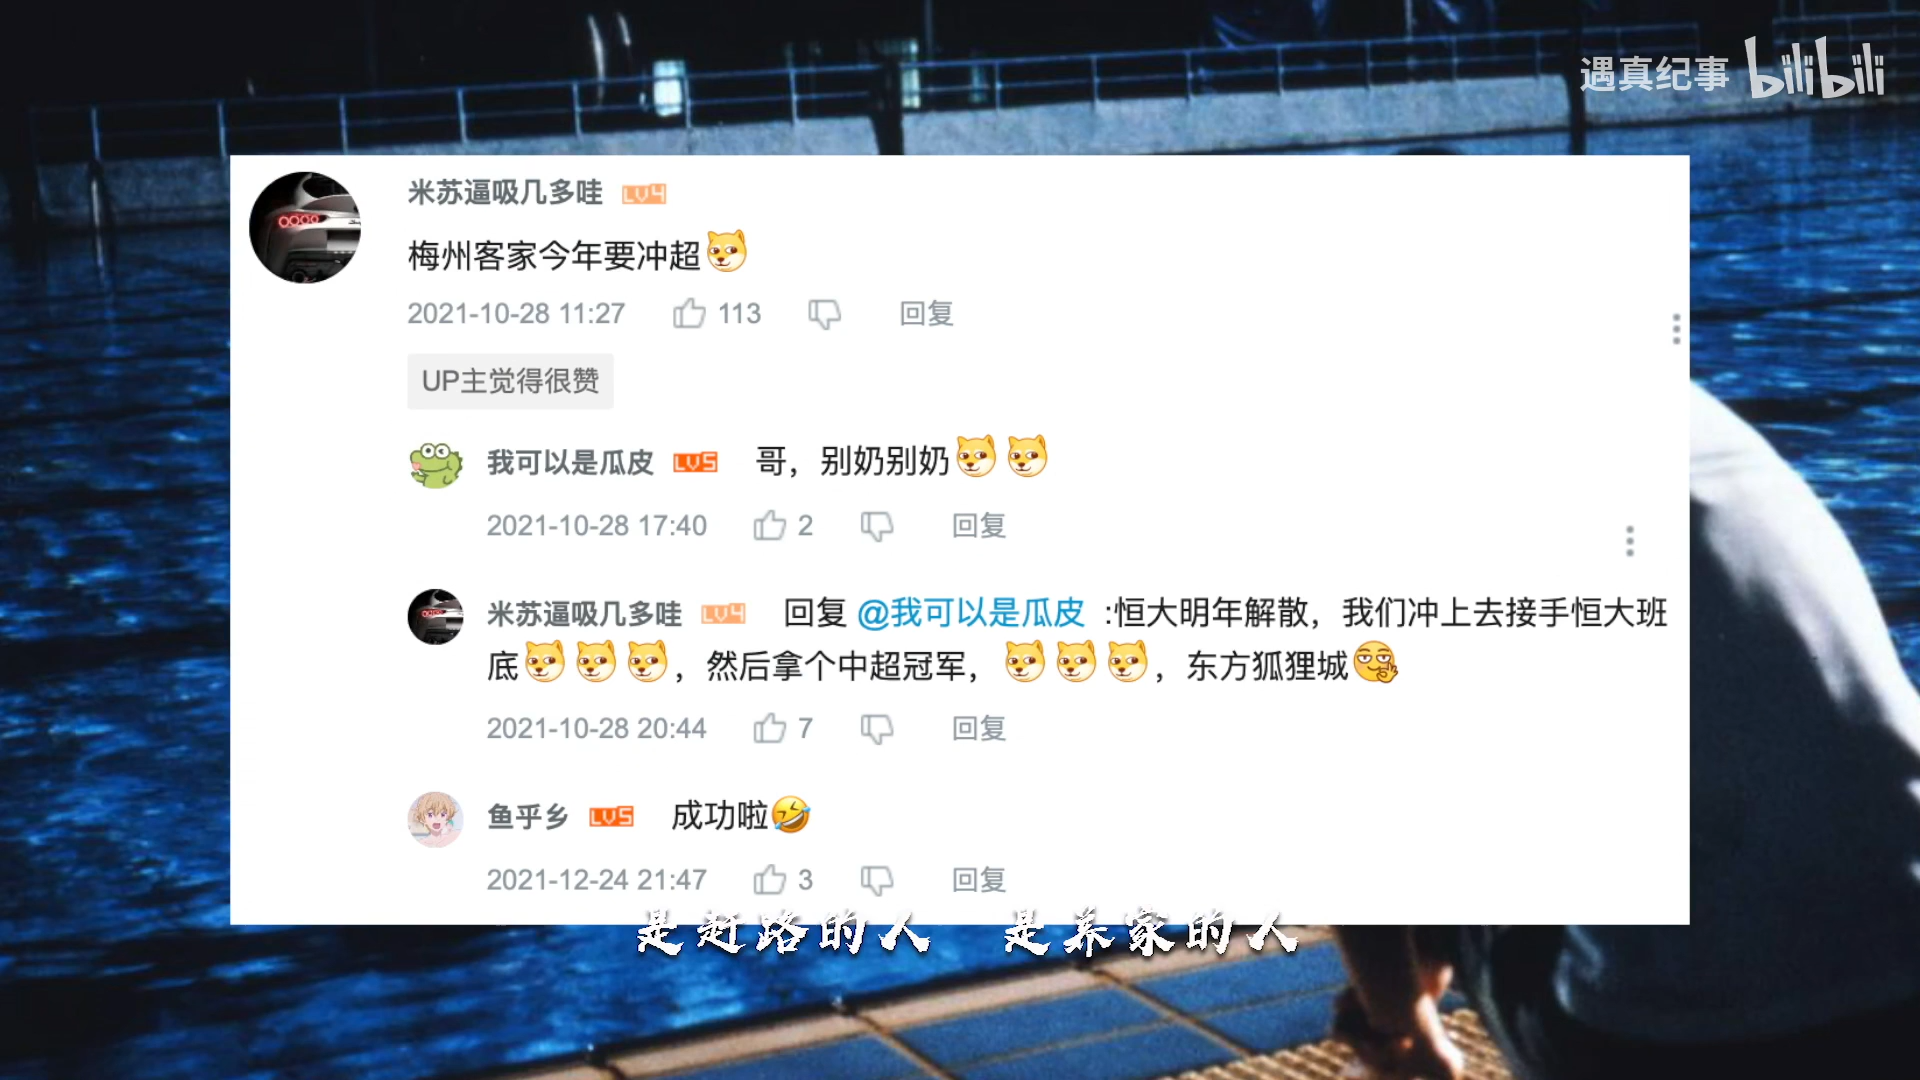 遇真纪事 bilibili
米苏逼吸几多哇 LV4
梅州客家今年要冲超
2021-10-28 11:27 113 回复
UP主觉得很赞
我可以是瓜皮 LV5 哥，别奶别奶
2021-10-28 17:40 2 回复
米苏逼吸几多哇 LV4 回复 @我可以是瓜皮 :恒大明年解散，我们冲上去接手恒大班
底，然后拿个中超冠军，，东方狐狸城
2021-10-28 20:44 7 回复
鱼乎乡 LV5 成功啦
2021-12-24 21:47 3 回复
是赶路的人 是养家的人